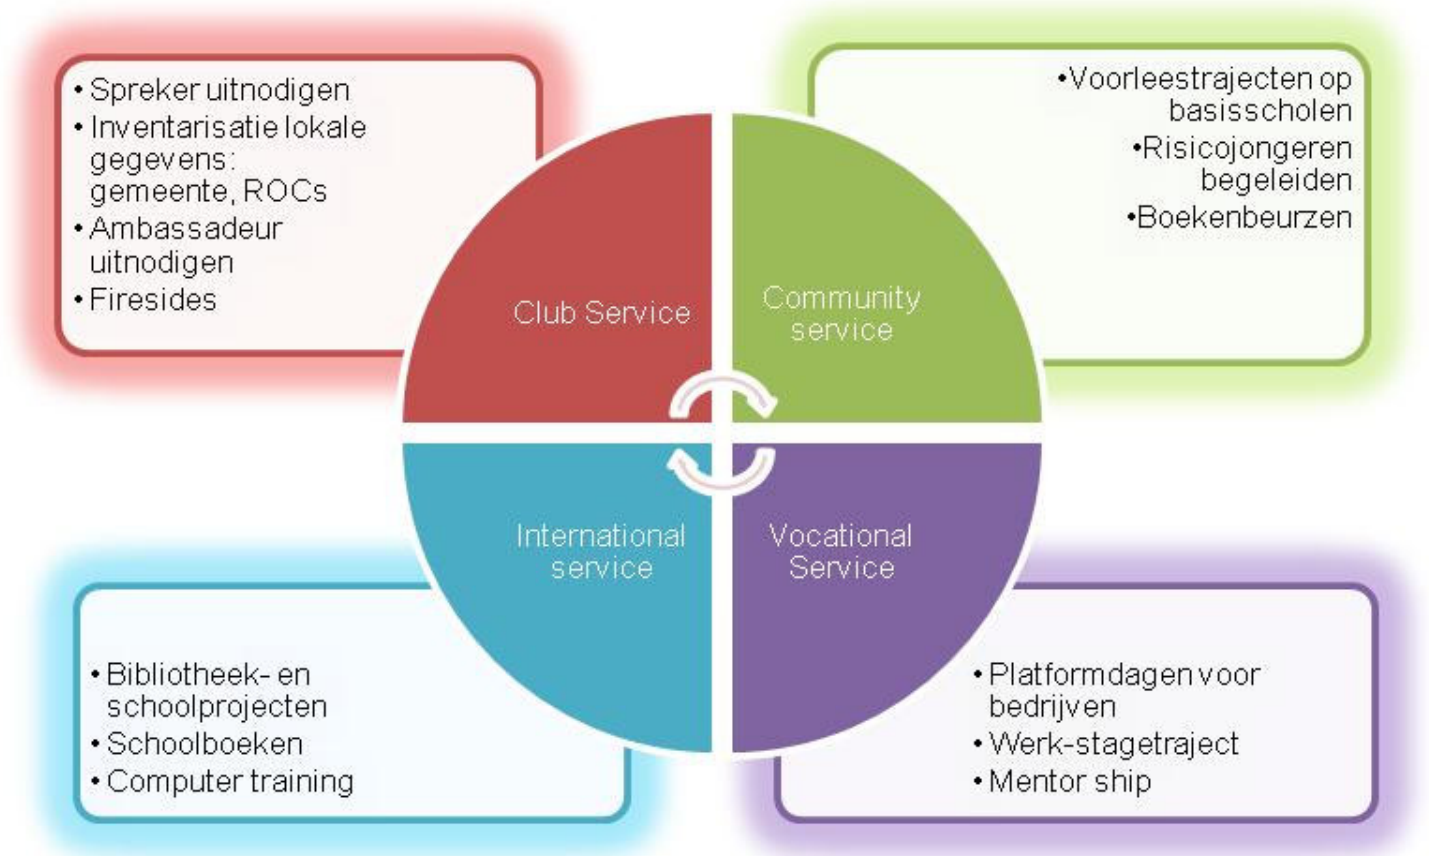 • Spreker uitnodigen
• Inventarisatie lokale
gegevens:
gemeente, ROCs
• Ambassadeur
uitnodigen
• Firesides
•Voorleestrajecten op
basisscholen
•Risicojongeren
begeleiden
•Boekenbeurzen
Club Service
Community
service
International
service
Vocational
Service
• Bibliotheek- en
schoolprojecten
• Schoolboeken
• Computer training
• Platformdagen voor
bedrijven
• Werk-stagetraject
• Mentor ship